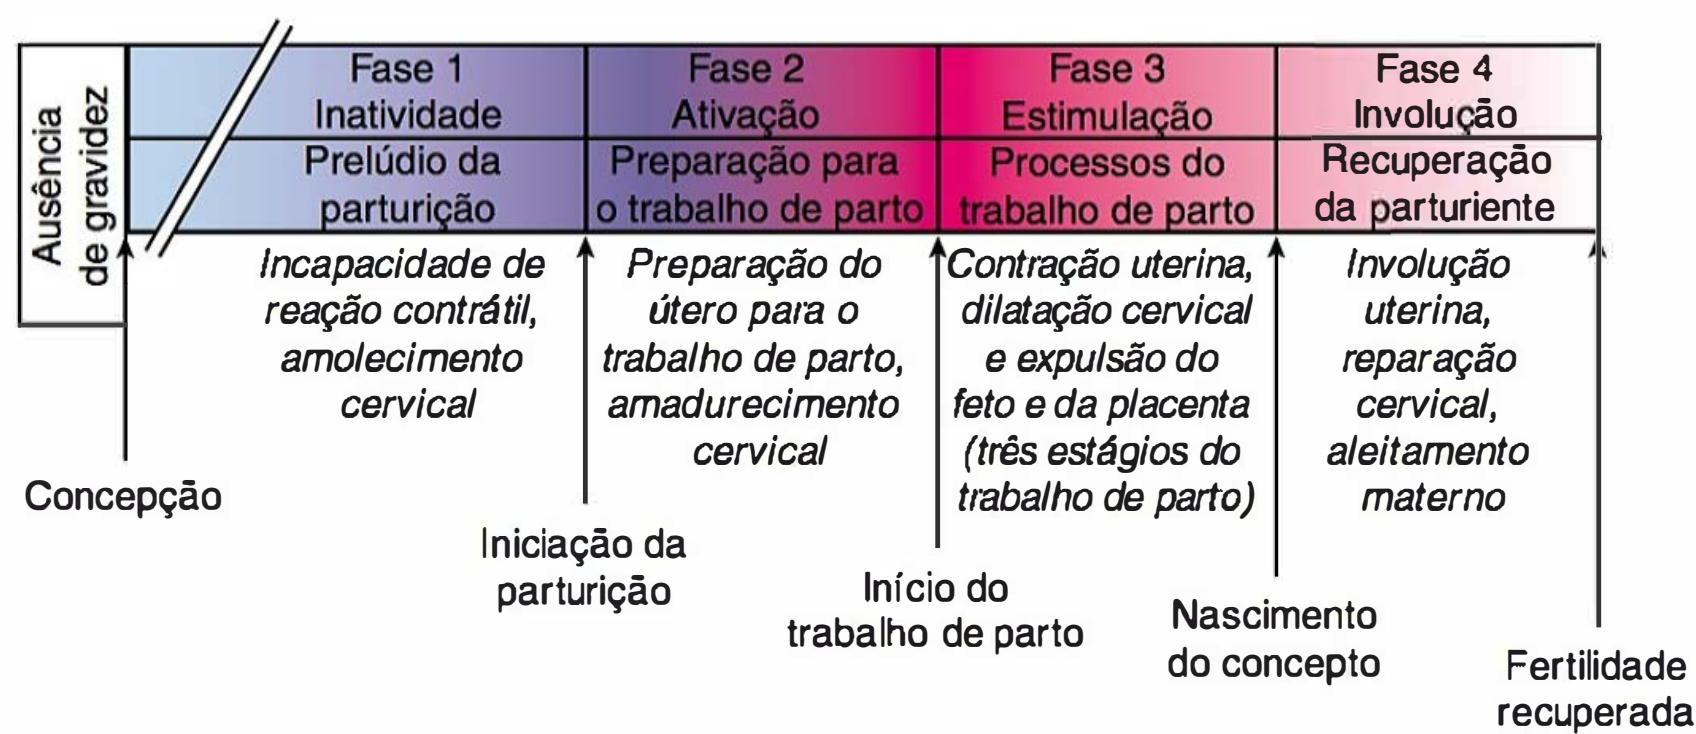 Ausência
de gravidez
Fase 1
Inatividade
Prelúdio da
parturição
Incapacidade de
reação contrátil,
amolecimento
cervical
Fase 2
Ativação
Preparação para
o trabalho de parto
Preparação do
útero para o
trabalho de parto,
amadurecimento
cervical
Fase 3
Estimulação
Processos do
trabalho de parto
Contração uterina,
dilatação cervical
e expulsão do
feto e da placenta
(três estágios do
trabalho de parto)
Fase 4
Involução
Recuperação
da parturiente
Involução
uterina,
reparação
cervical,
aleitamento
materno
Concepção
Iniciação da
parturição
Início do
trabalho de parto
Nascimento
do concepto
Fertilidade
recuperada